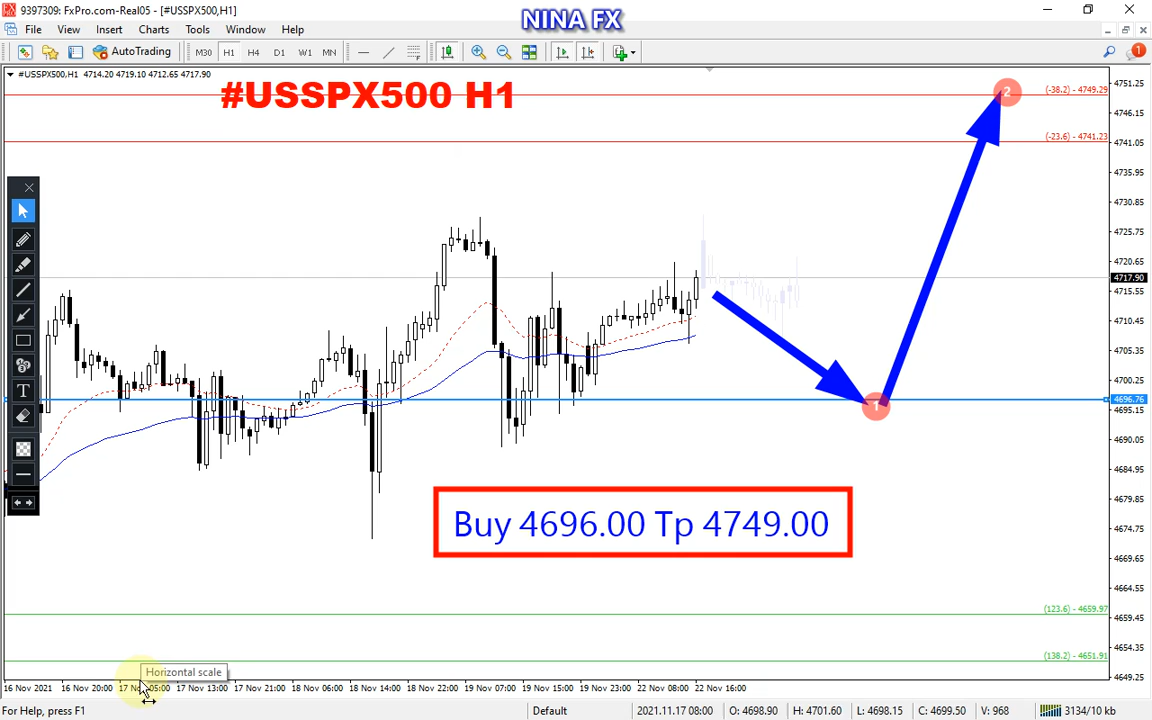 9397309: FxPro.com-Real05 - [#USSPX500,H1]
NINA FX
File View Insert Charts Tools Window Help
AutoTrading M30 H1 H4 D1 W1 MN 1
#USSPX500,H1 4714.20 4719.10 4712.65 4717.90
#USSPX500 H1
4751.25
2
(-38.2) - 4749.29
4746.15
(-23.6) - 4741.23
4741.05
4735.95
4730.85
4725.75
4720.65
4717.90
4715.55
4710.45
4705.35
4700.25
T
4696.76
1
4695.15
4690.05
4684.95
4679.85
Buy 4696.00 Tp 4749.00
4674.75
4669.65
4664.55
(123.6) - 4659.97
4659.45
(138.2) - 4651.91
4654.35
Horizontal scale
4649.25
16 Nov 2021 16 Nov 20:00 17 Nov 05:00 17 Nov 13:00 17 Nov 21:00 18 Nov 06:00 18 Nov 14:00 18 Nov 22:00 19 Nov 07:00 19 Nov 15:00 19 Nov 23:00 22 Nov 08:00 22 Nov 16:00
For Help, press F1 Default 2021.11.17 08:00 O: 4698.90 H: 4701.60 L: 4698.15 C: 4699.50 V: 968 3134/10 kb